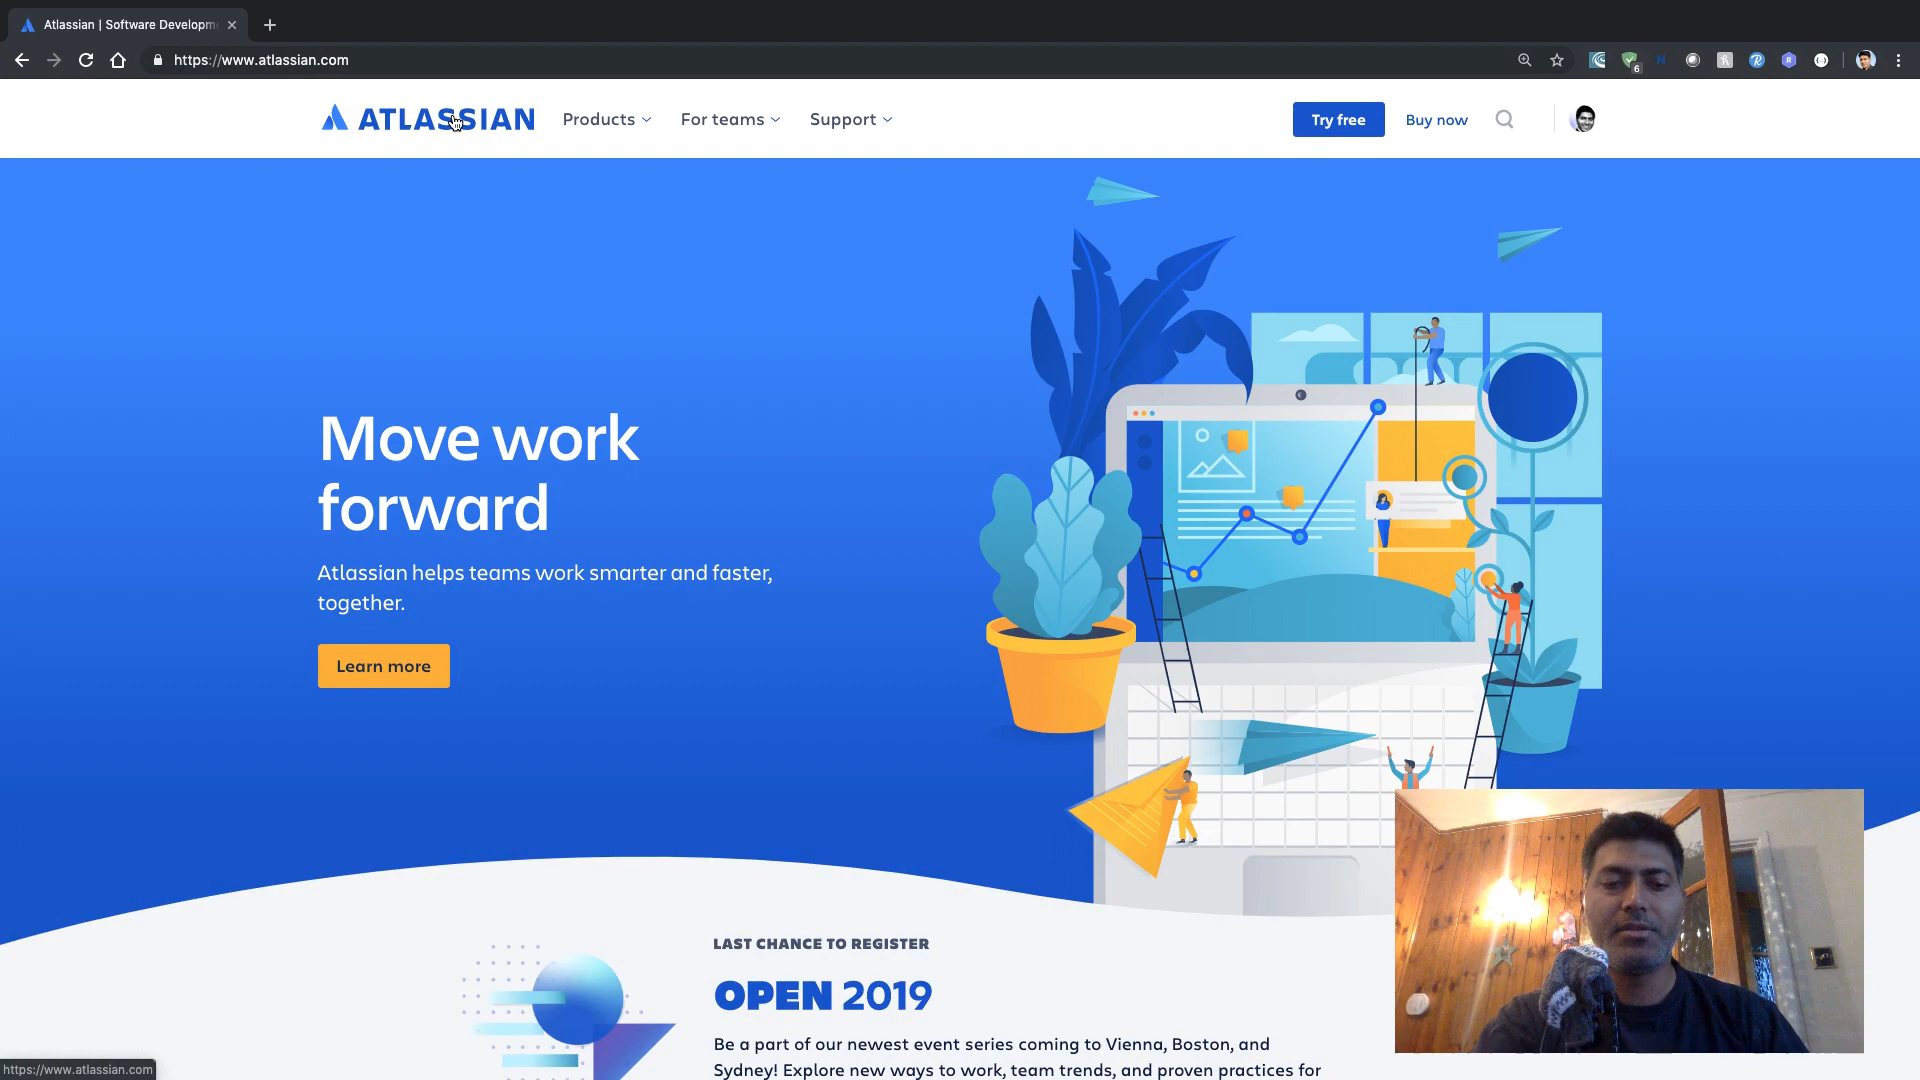 Atlassian | Software Developm
https://www.atlassian.com
6
ATLASSIAN
Products
For teams
Support
Try free
Buy now
Move work
forward
Atlassian helps teams work smarter and faster,
together.
Learn more
LAST CHANCE TO REGISTER
OPEN 2019
Be a part of our newest event series coming to Vienna, Boston, and
Sydney! Explore new ways to work, team trends, and proven practices for
https://www.atlassian.com